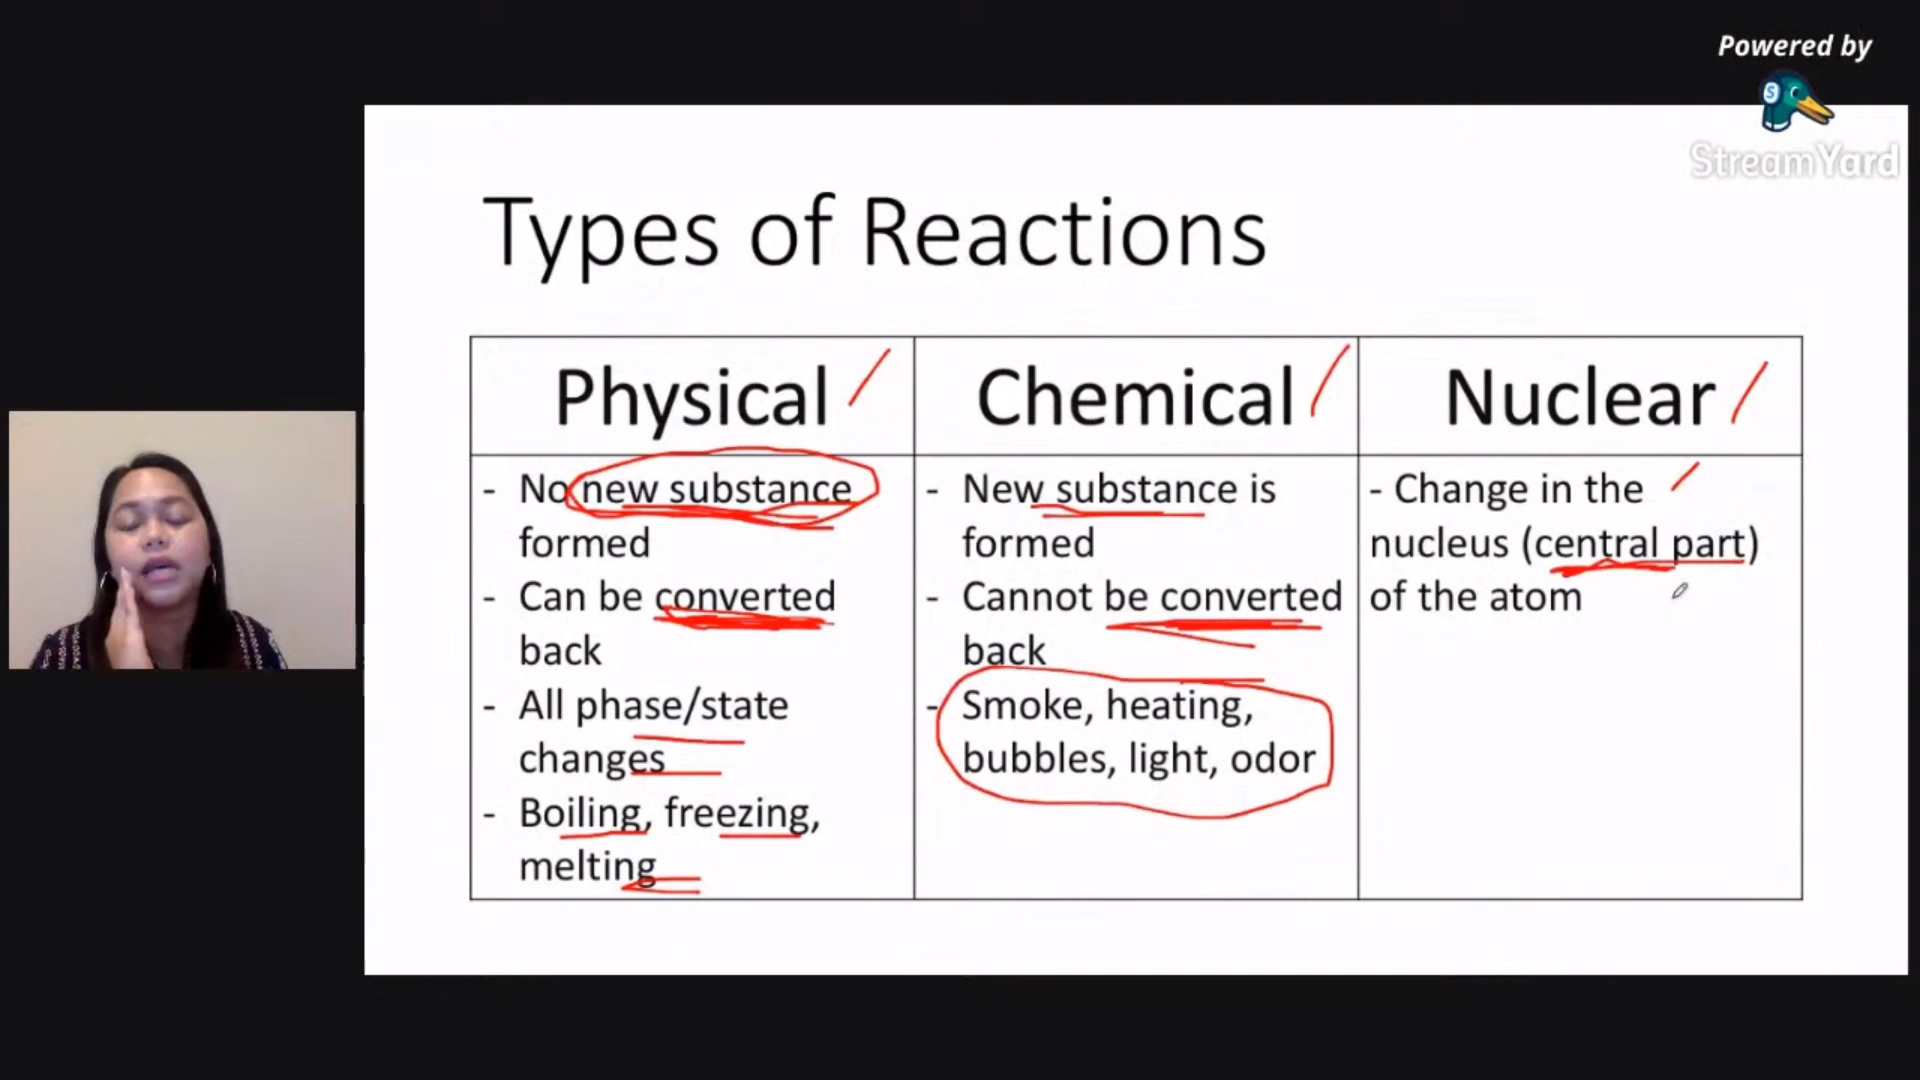 Powered by
StreamYard
Types of Reactions
Physical
- No new substance
formed
- Can be converted
back
- All phase/state
changes
- Boiling, freezing,
melting
Chemical
- New substance is
formed
- Cannot be converted
back
- Smoke, heating,
bubbles, light, odor
Nuclear
- Change in the
nucleus (central part)
of the atom